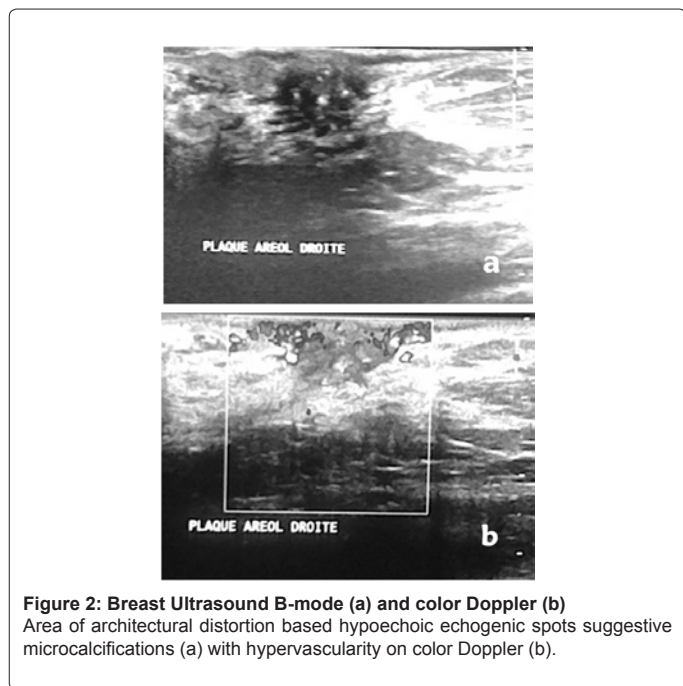 PLAQUE AREOL DROITE
a
PLAQUE AREOL DROITE
b
Figure 2: Breast Ultrasound B-mode (a) and color Doppler (b)
Area of architectural distortion based hypoechoic echogenic spots suggestive
microcalcifications (a) with hypervascularity on color Doppler (b).